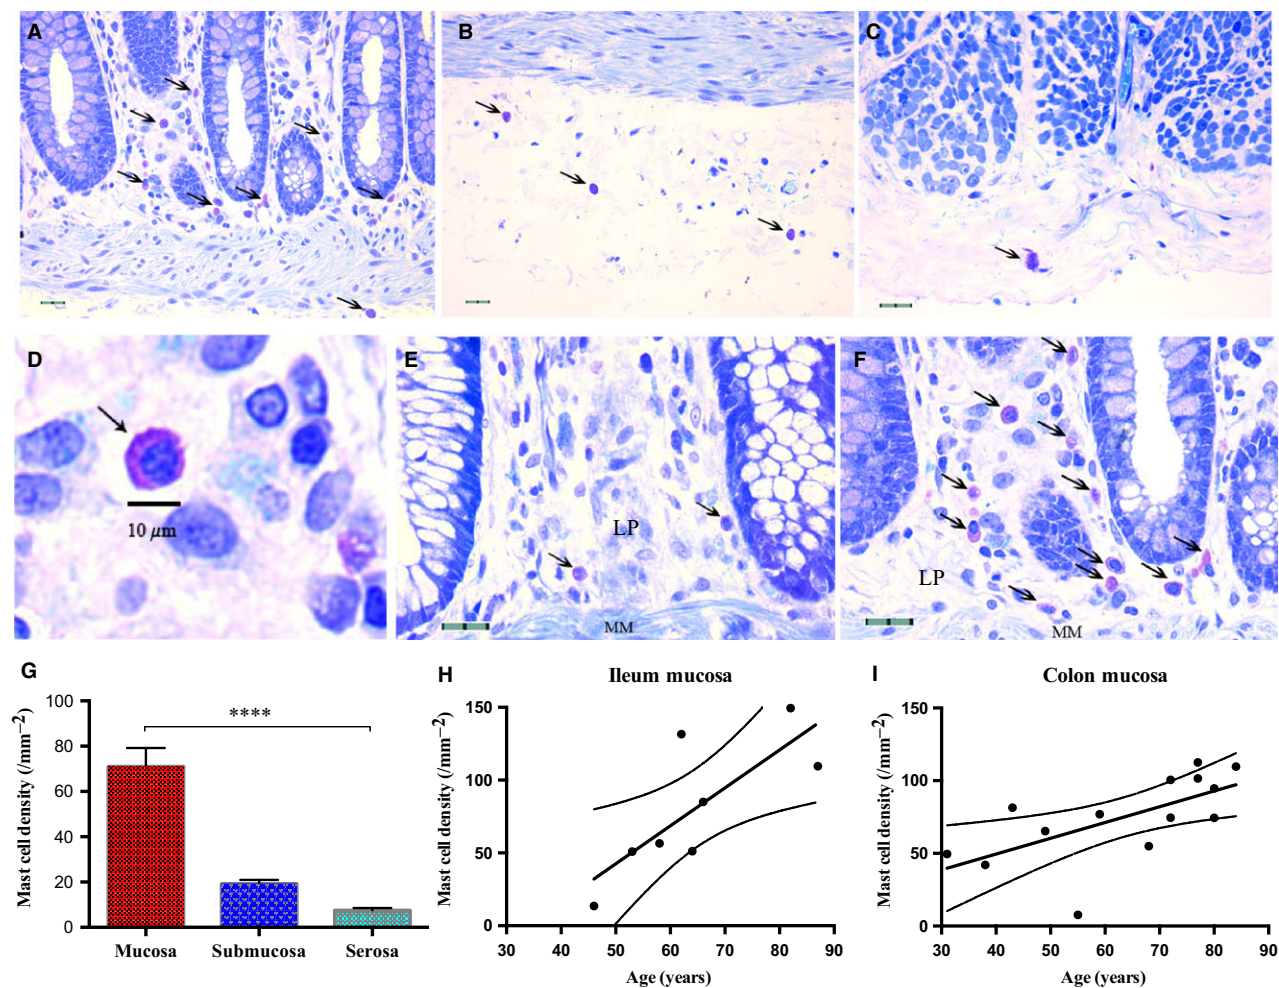 A
B
C
D
10 μm
E
LP
MM
F
LP
MM
G
Mast cell density (/mm−2)
100
80
60
40
20
0
****
Mucosa Submucosa Serosa
H
Ileum mucosa
Mast cell density (/mm−2)
150
100
50
0
30 40 50 60 70 80 90
Age (years)
I
Colon mucosa
Mast cell density (/mm−2)
150
100
50
0
30 40 50 60 70 80 90
Age (years)